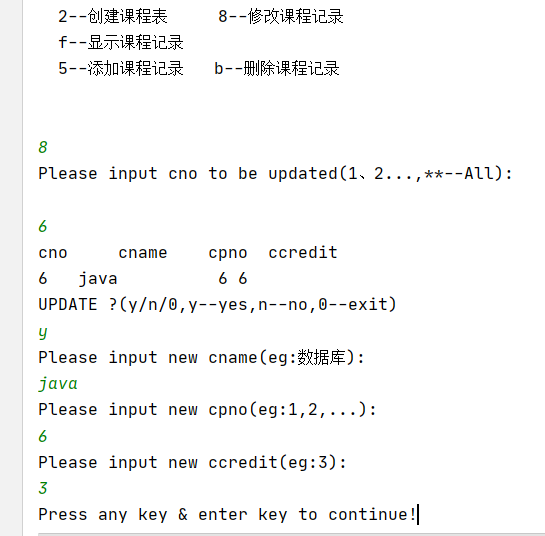 2--创建课程表     8--修改课程记录
f--显示课程记录
5--添加课程记录   b--删除课程记录
8
Please input cno to be updated(1、2...,**--All):
6
cno     cname    cpno  ccredit
6   java          6 6
UPDATE ?(y/n/0,y--yes,n--no,0--exit)
y
Please input new cname(eg:数据库):
java
Please input new cpno(eg:1,2,...):
6
Please input new ccredit(eg:3):
3
Press any key & enter key to continue!